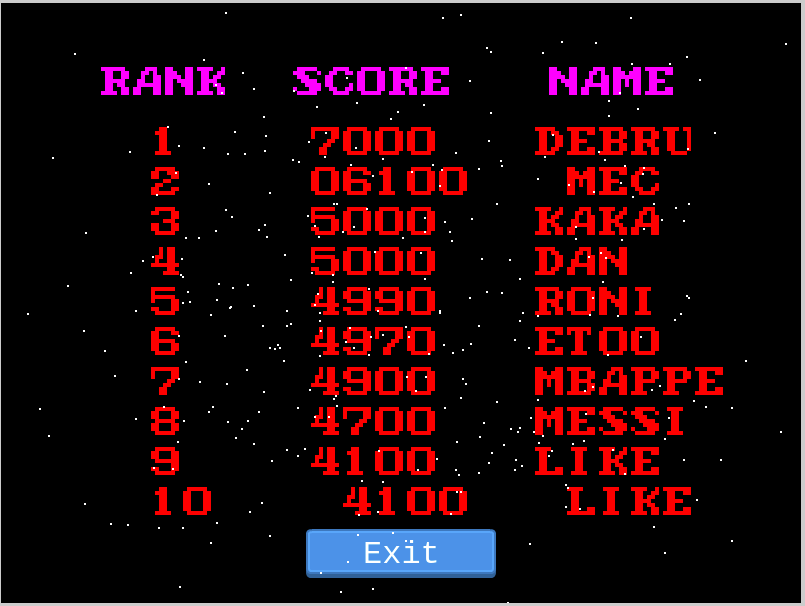 RANK SCORE NAME
1 7000 DEBRU
2 06100 MEC
3 5000 KAKA
4 5000 DAN
5 4990 RONI
6 4970 ETOO
7 4900 MBAPPE
8 4700 MESSI
9 4100 LIKE
10 4100 LIKE
Exit